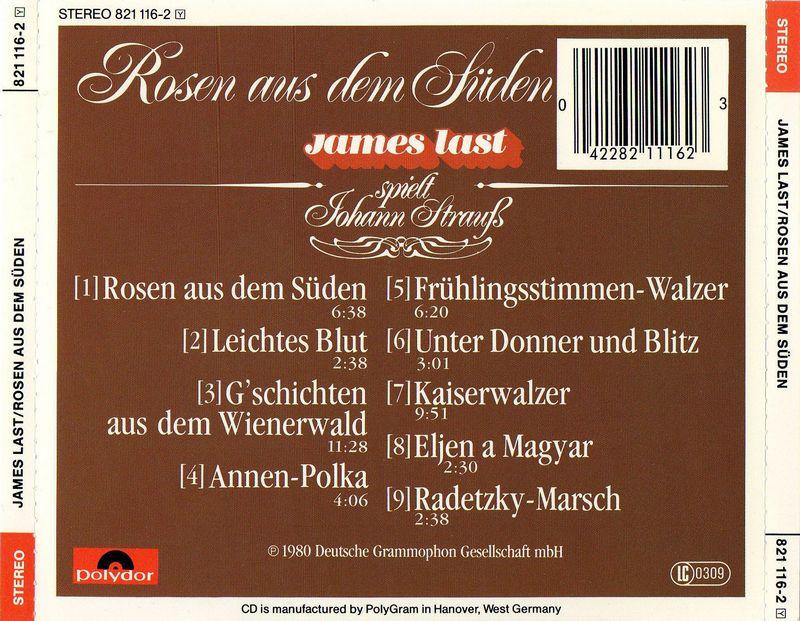 STEREO 821 116-2 Y
Rosen aus dem Süden
james last
spielt
Johann Strauß
0 42282 11162 3
[1] Rosen aus dem Süden
6:38
[2] Leichtes Blut
2:38
[3] G'schichten
aus dem Wienerwald
11:28
[4] Annen-Polka
4:06
[5] Frühlingsstimmen-Walzer
6:20
[6] Unter Donner und Blitz
3:01
[7] Kaiserwalzer
9:51
[8] Eljen a Magyar
2:30
[9] Radetzky-Marsch
2:38
℗ 1980 Deutsche Grammophon Gesellschaft mbH
polydor
LC 0309
CD is manufactured by PolyGram in Hanover, West Germany
STEREO
JAMES LAST/ROSEN AUS DEM SÜDEN
821 116-2 Y
STEREO
JAMES LAST/ROSEN AUS DEM SÜDEN
821 116-2 Y